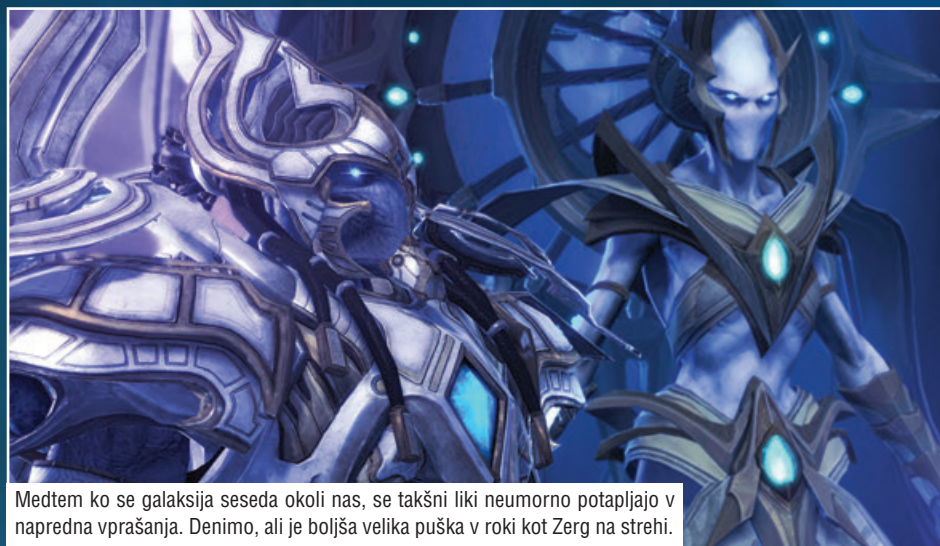 Medtem ko se galaksija seseda okoli nas, se takšni liki neumorno potapljajo v
napredna vprašanja. Denimo, ali je boljša velika puška v roki kot Zerg na strehi.